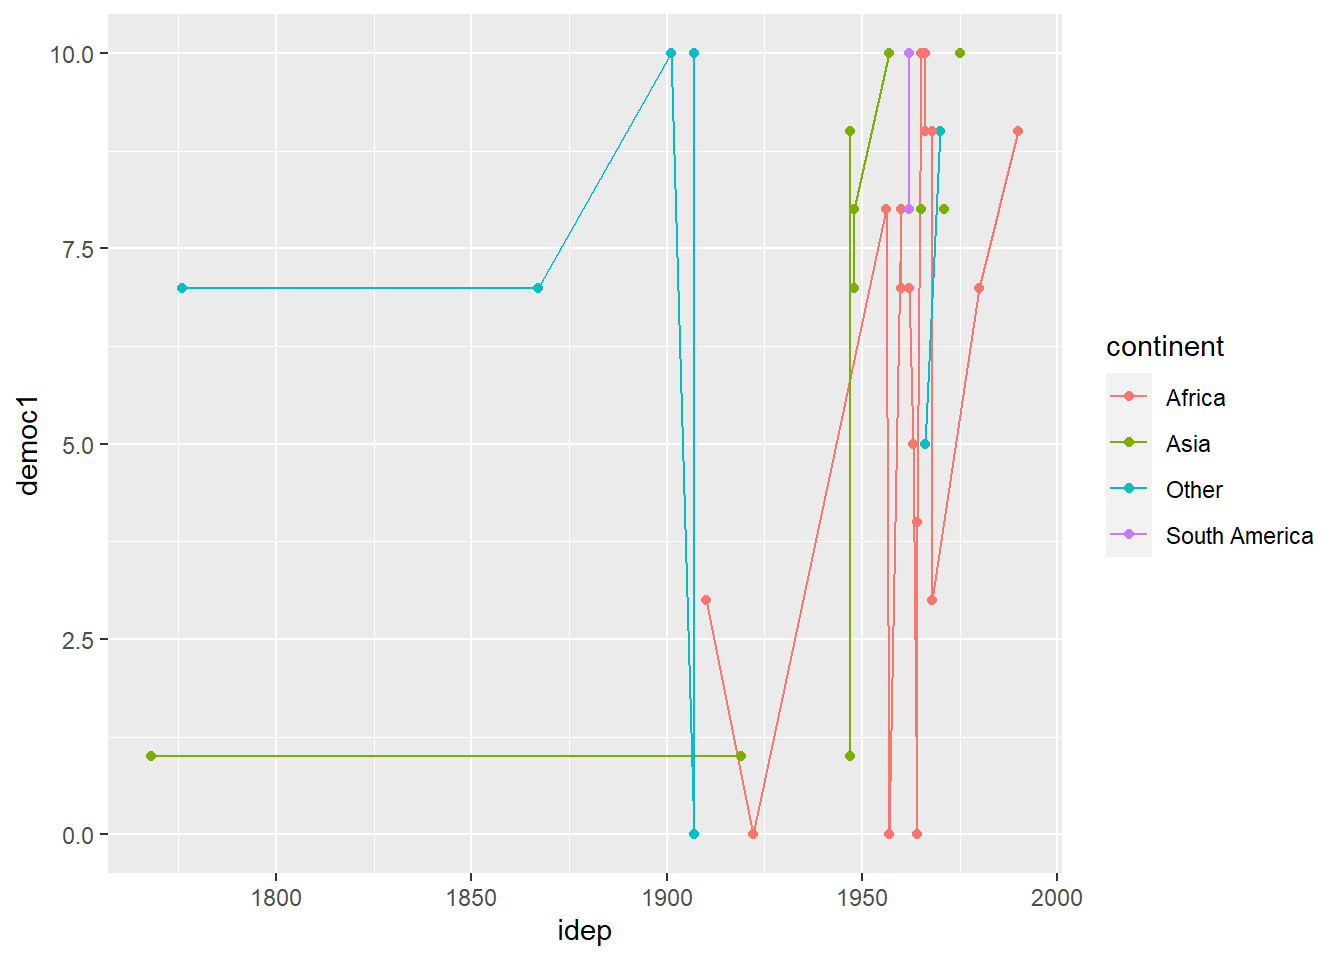 10.0
7.5
5.0
2.5
0.0
democ1
1800 1850 1900 1950 2000
idep
continent
Africa
Asia
Other
South America